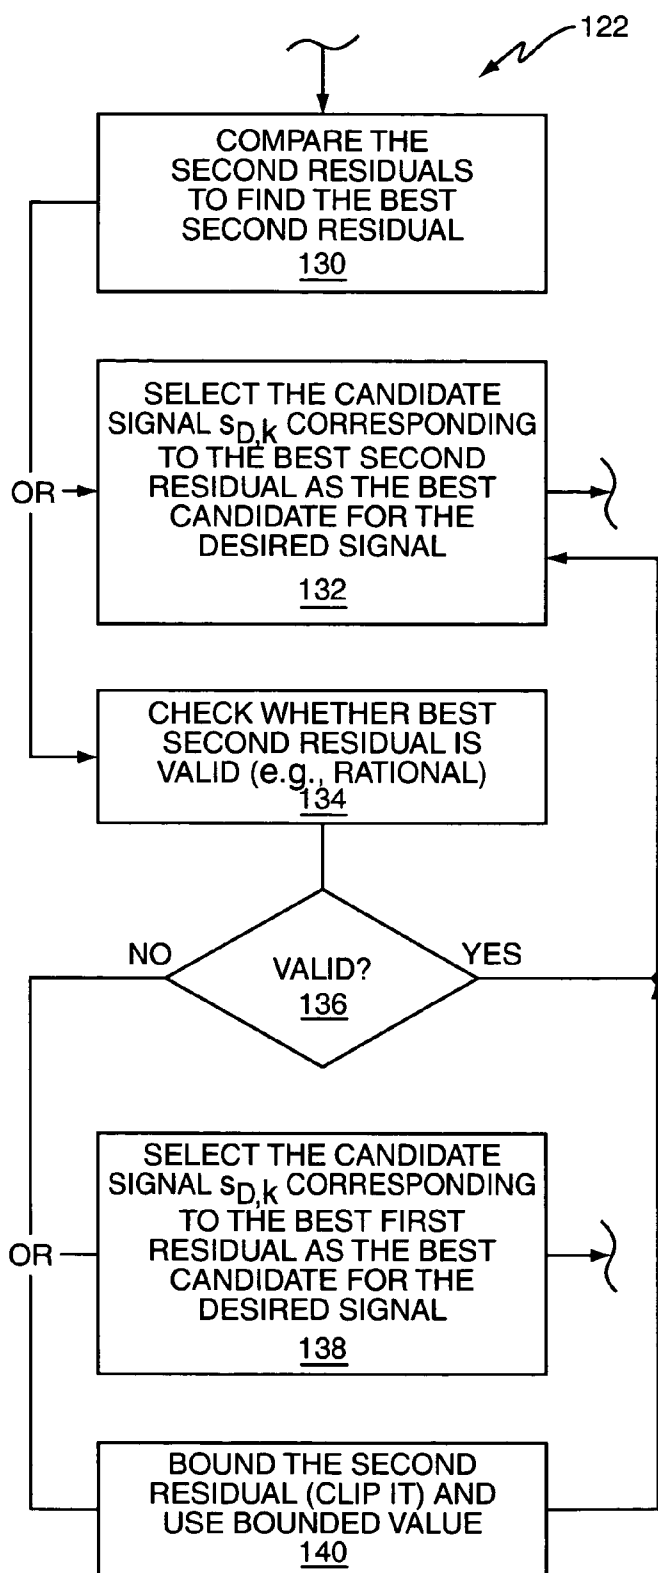 122
COMPARE THE
SECOND RESIDUALS
TO FIND THE BEST
SECOND RESIDUAL
130
SELECT THE CANDIDATE
SIGNAL sD,k CORRESPONDING
TO THE BEST SECOND
RESIDUAL AS THE BEST
CANDIDATE FOR THE
DESIRED SIGNAL
132
OR
CHECK WHETHER BEST
SECOND RESIDUAL IS
VALID (e.g., RATIONAL)
134
NO
YES
VALID?
136
SELECT THE CANDIDATE
SIGNAL sD,k CORRESPONDING
TO THE BEST FIRST
RESIDUAL AS THE BEST
CANDIDATE FOR THE
DESIRED SIGNAL
138
OR
BOUND THE SECOND
RESIDUAL (CLIP IT) AND
USE BOUNDED VALUE
140